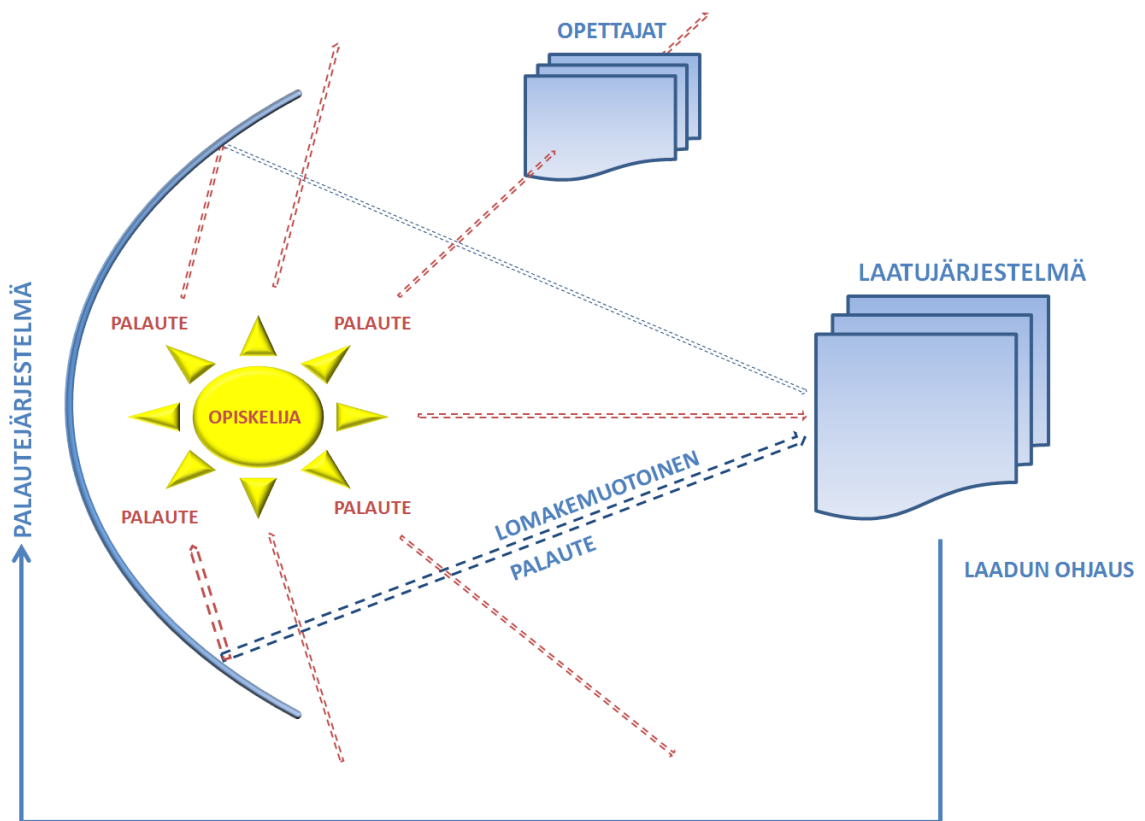 OPETTAJAT
LAATUJÄRJESTELMÄ
PALAUTEJÄRJESTELMÄ
PALAUTE
PALAUTE
OPISKELIJA
PALAUTE
PALAUTE
LOMAKEMUOTOINEN
PALAUTE
LAADUN OHJAUS